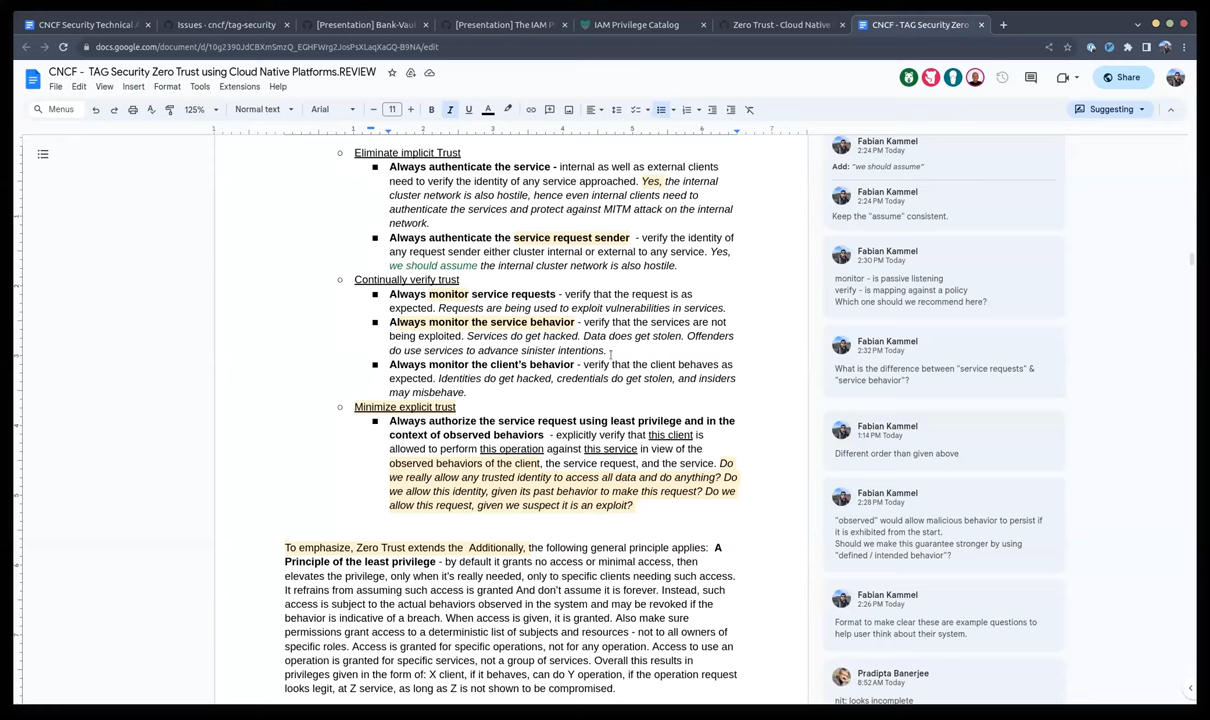 CNCF Security Technical A
Issues · cncf/tag-security
[Presentation] Bank-Vau
[Presentation] The IAM P
IAM Privilege Catalog
Zero Trust - Cloud Native
CNCF - TAG Security Zero
docs.google.com/document/d/10g2390JdCBXmSmzQ_EGHFWrg2JosPsXLaqXaGQ-B9NA/edit
CNCF - TAG Security Zero Trust using Cloud Native Platforms.REVIEW
File Edit View Insert Format Tools Extensions Help
Share
Menus 125% Normal text Arial 11 B I U A Suggesting
1 1 2 3 4 5 6 7
Eliminate implicit Trust
Always authenticate the service - internal as well as external clients
need to verify the identity of any service approached. Yes, the internal
cluster network is also hostile, hence even internal clients need to
authenticate the services and protect against MITM attack on the internal
network.
Always authenticate the service request sender - verify the identity of
any request sender either cluster internal or external to any service. Yes,
we should assume the internal cluster network is also hostile.
Continually verify trust
Always monitor service requests - verify that the request is as
expected. Requests are being used to exploit vulnerabilities in services.
Always monitor the service behavior - verify that the services are not
being exploited. Services do get hacked. Data does get stolen. Offenders
do use services to advance sinister intentions.
Always monitor the client's behavior - verify that the client behaves as
expected. Identities do get hacked, credentials do get stolen, and insiders
may misbehave.
Minimize explicit trust
Always authorize the service request using least privilege and in the
context of observed behaviors - explicitly verify that this client is
allowed to perform this operation against this service in view of the
observed behaviors of the client, the service request, and the service. Do
we really allow any trusted identity to access all data and do anything? Do
we allow this identity, given its past behavior to make this request? Do we
allow this request, given we suspect it is an exploit?
To emphasize, Zero Trust extends the Additionally, the following general principle applies: A
Principle of the least privilege - by default it grants no access or minimal access, then
elevates the privilege, only when it's really needed, only to specific clients needing such access.
It refrains from assuming such access is granted And don't assume it is forever. Instead, such
access is subject to the actual behaviors observed in the system and may be revoked if the
behavior is indicative of a breach. When access is given, it is granted. Also make sure
permissions grant access to a deterministic list of subjects and resources - not to all owners of
specific roles. Access is granted for specific operations, not for any operation. Access to use an
operation is granted for specific services, not a group of services. Overall this results in
privileges given in the form of: X client, if it behaves, can do Y operation, if the operation request
looks legit, at Z service, as long as Z is not shown to be compromised.
Fabian Kammel
2:24 PM Today
Add: "we should assume"
Fabian Kammel
2:24 PM Today
Keep the "assume" consistent.
Fabian Kammel
2:30 PM Today
monitor - is passive listening
verify - is mapping against a policy
Which one should we recommend here?
Fabian Kammel
2:32 PM Today
What is the difference between "service requests" &
"service behavior"?
Fabian Kammel
1:14 PM Today
Different order than given above
Fabian Kammel
2:28 PM Today
"observed" would allow malicious behavior to persist if
it is exhibited from the start.
Should we make this guarantee stronger by using
"defined / intended behavior"?
Fabian Kammel
2:26 PM Today
Format to make clear these are example questions to
help user think about their system.
Pradipta Banerjee
8:52 AM Today
nit: looks incomplete